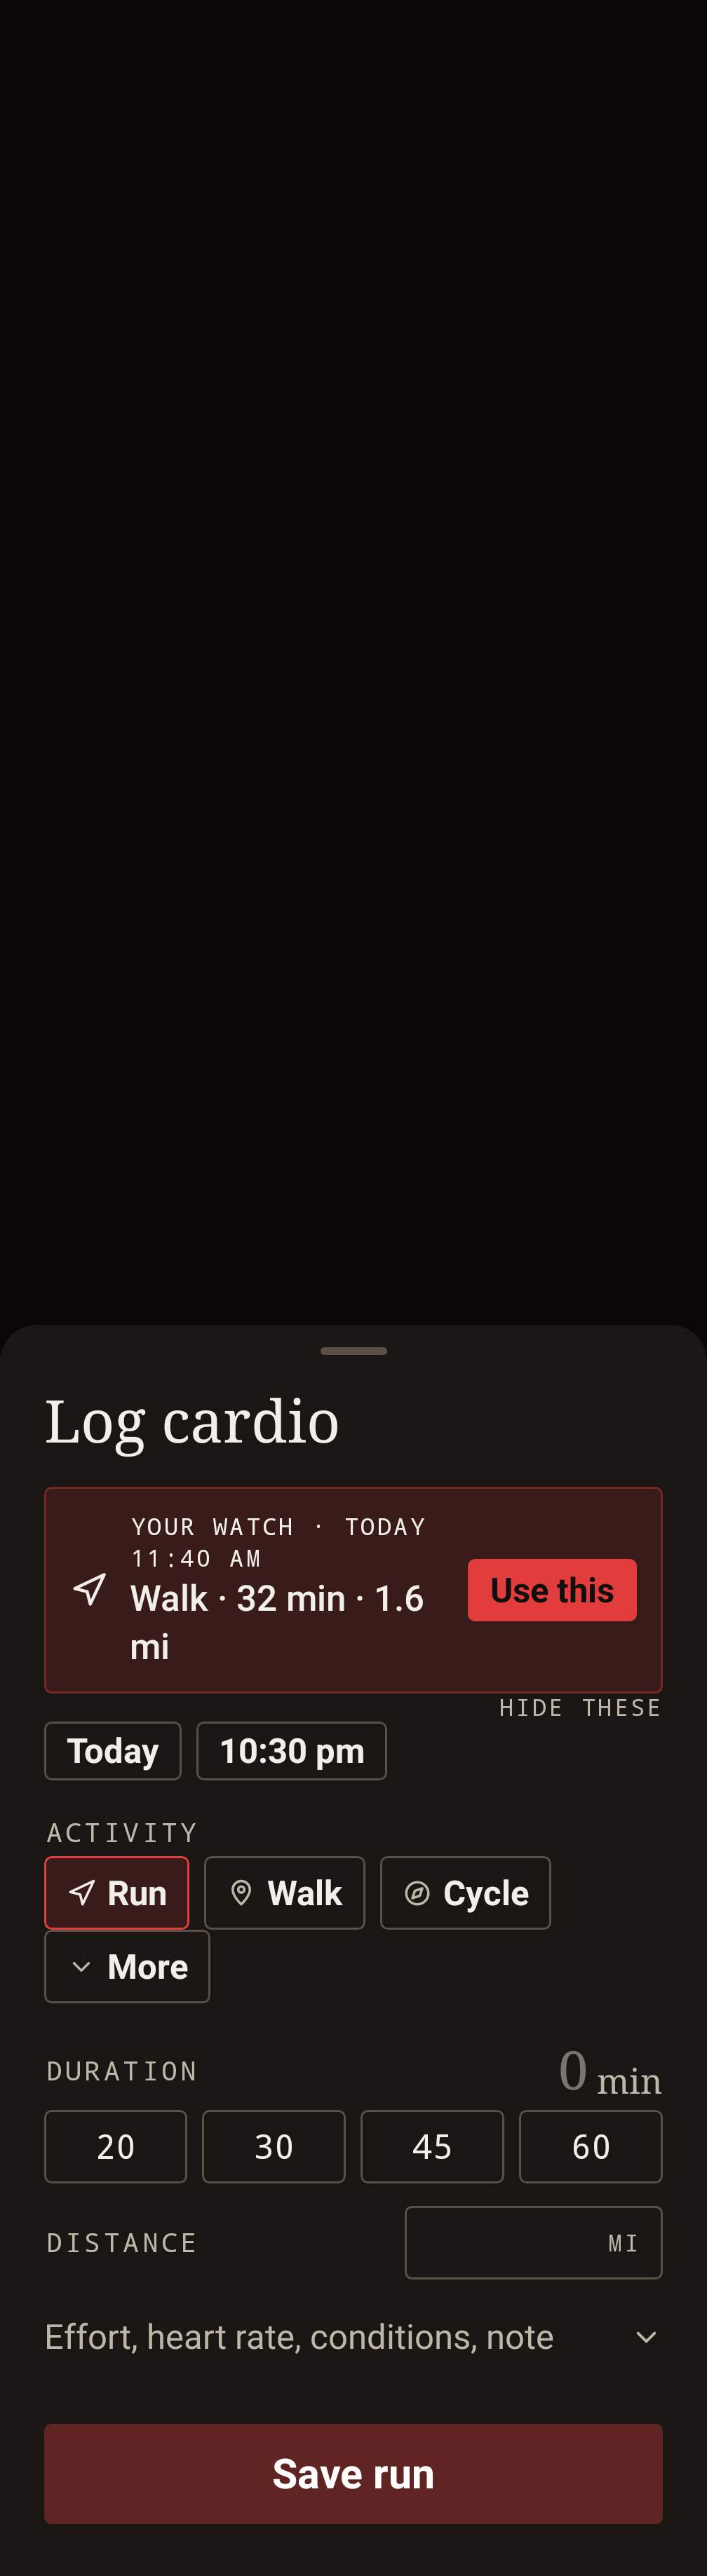 Log cardio
YOUR WATCH · TODAY
11:40 AM
Walk · 32 min · 1.6
mi
Use this
HIDE THESE
Today
10:30 pm
ACTIVITY
Run
Walk
Cycle
More
DURATION
0 min
20
30
45
60
DISTANCE
MI
Effort, heart rate, conditions, note
Save run